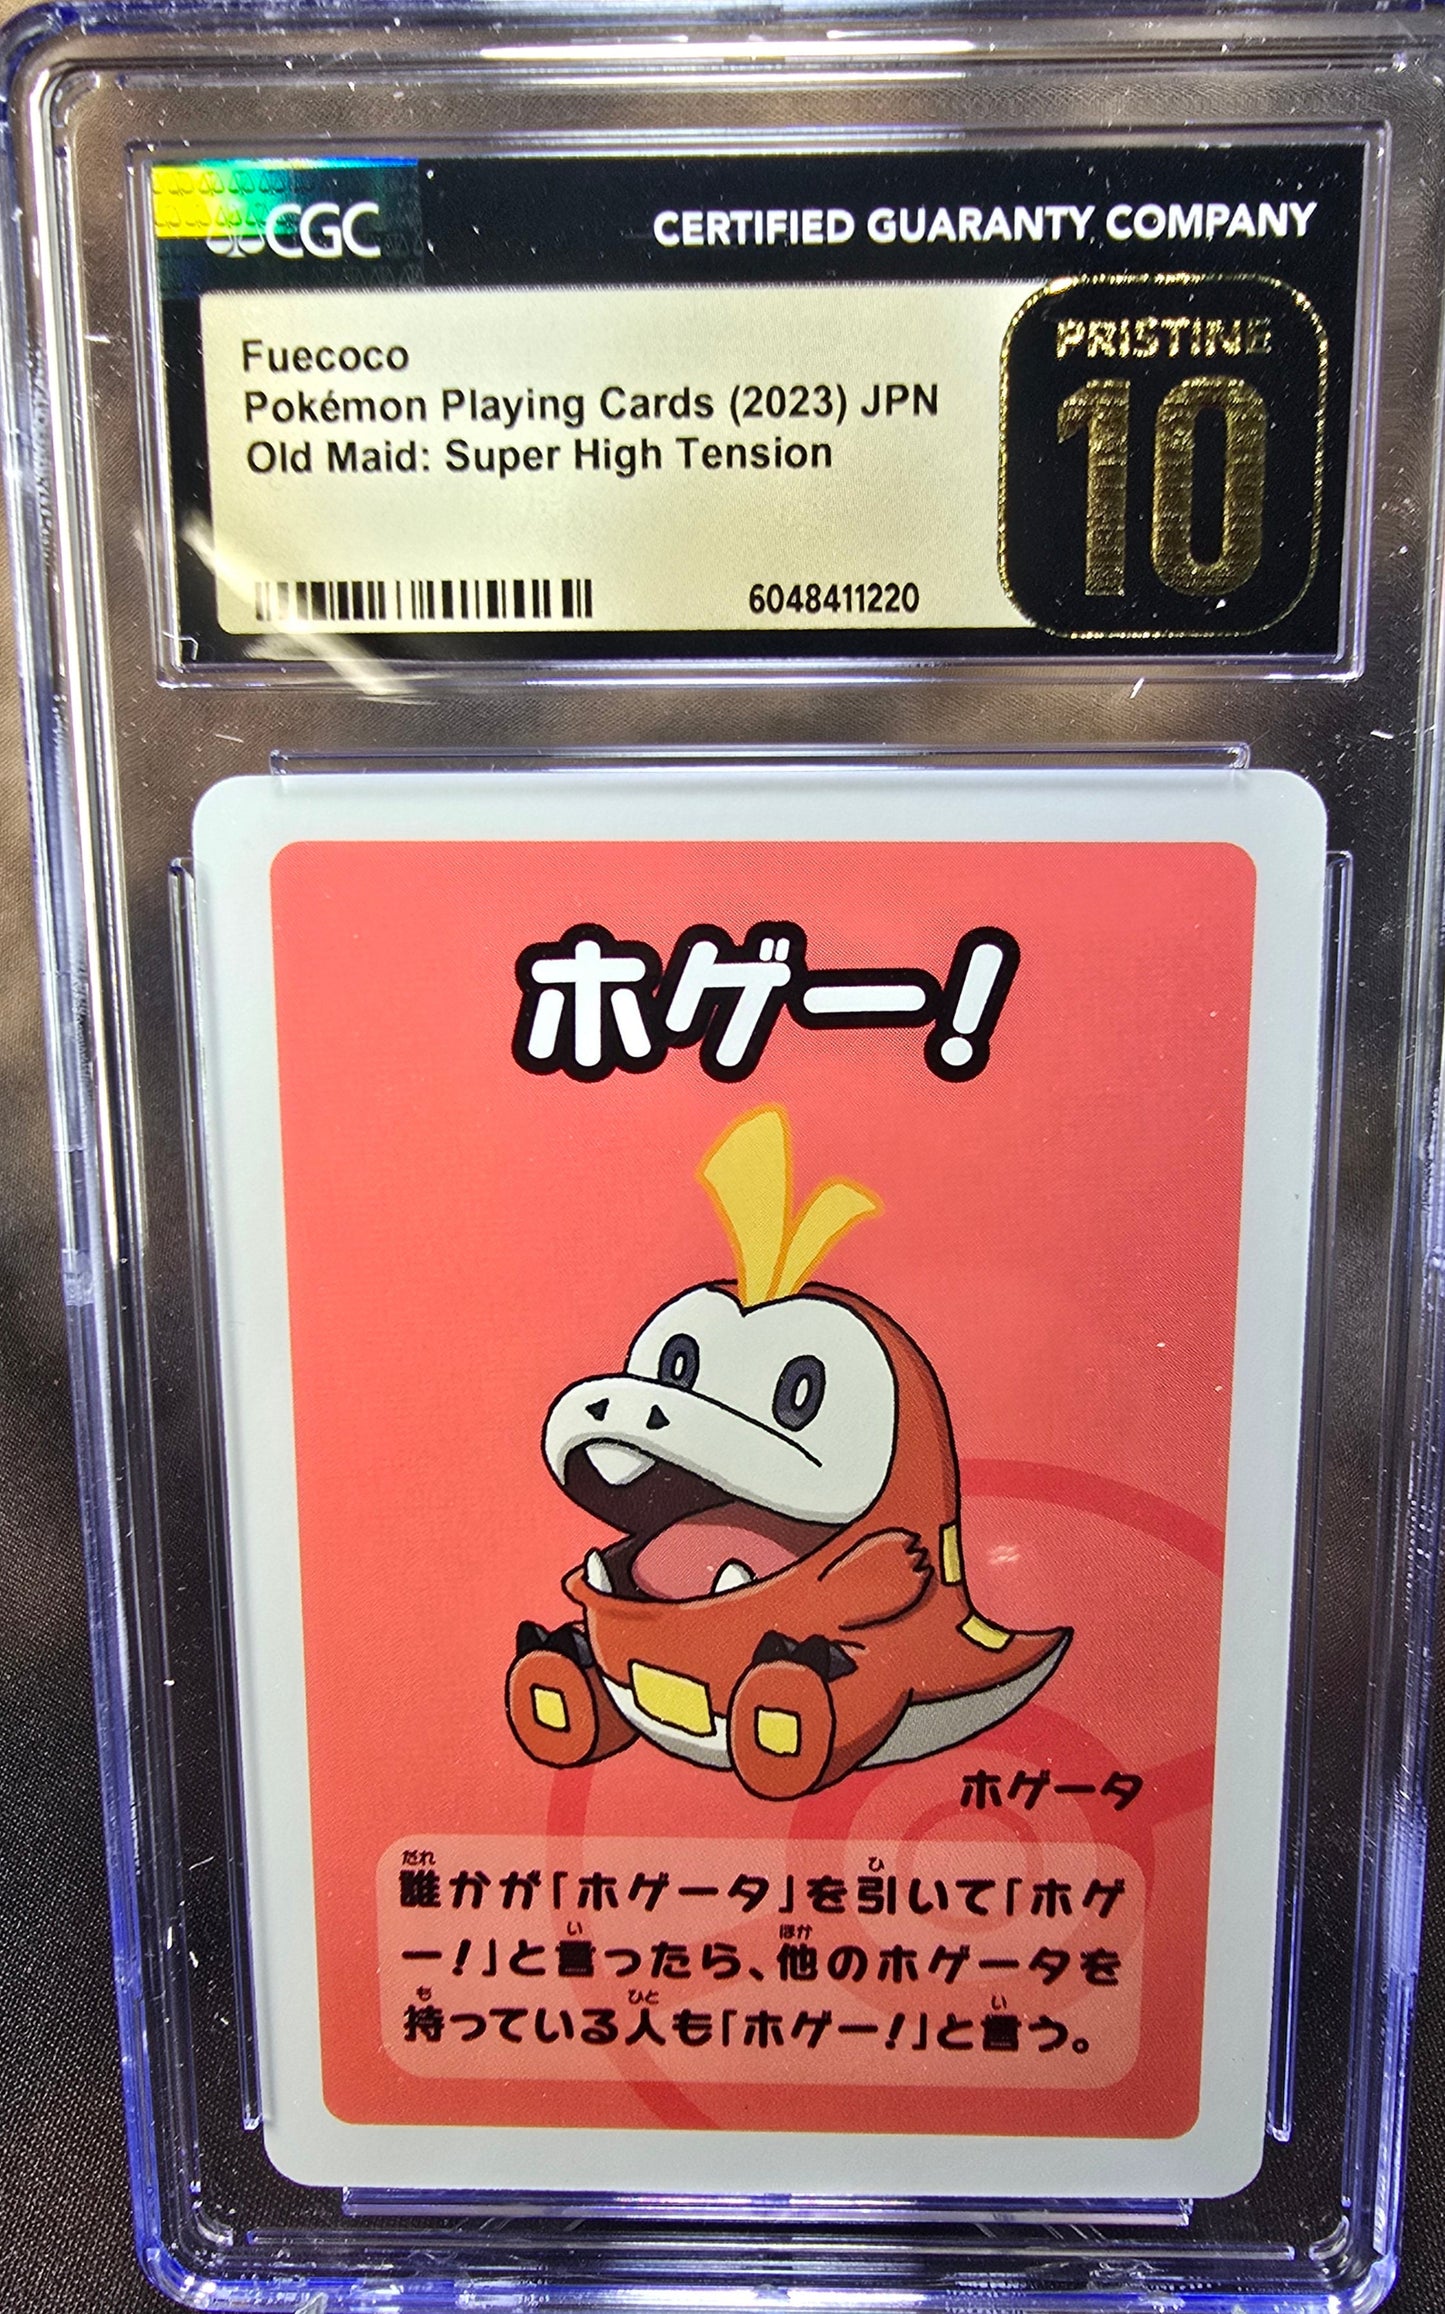 CGC
CERTIFIED GUARANTY COMPANY
Fuecoco
Pokémon Playing Cards (2023) JPN
Old Maid: Super High Tension
6048411220
PRISTINE
10
ホゲー!
ホゲータ
誰かが「ホゲータ」を引いて「ホゲ
ー!」と言ったら、他のホゲータを
持っている人も「ホゲー!」と言う。